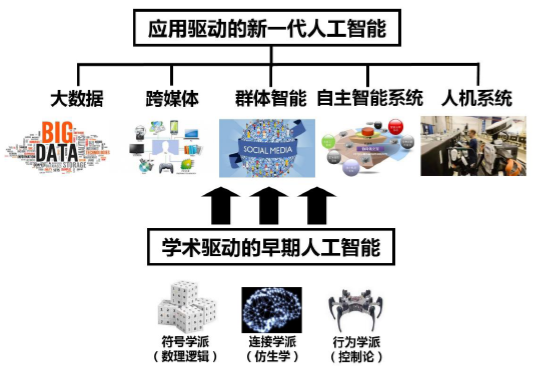 应用驱动的新一代人工智能
大数据
跨媒体
群体智能
自主智能系统
人机系统
BIG
DATA
STORAGE
SOCIAL MEDIA
学术驱动的早期人工智能
符号学派
（数理逻辑）
连接学派
（仿生学）
行为学派
（控制论）